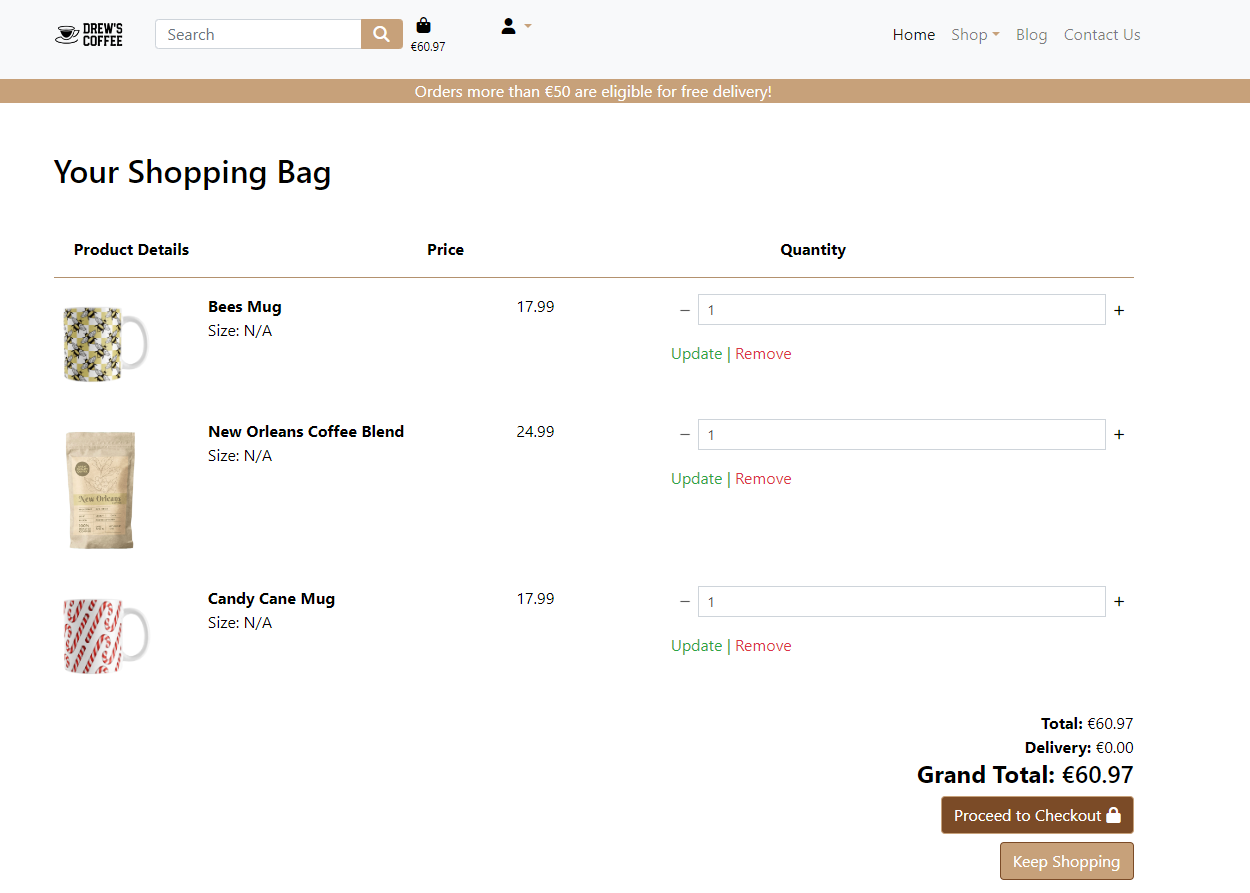 DREW'S
COFFEE
Search
€60.97
Home Shop Blog Contact Us
Orders more than €50 are eligible for free delivery!
Your Shopping Bag
Product Details Price Quantity
Bees Mug 17.99 − 1 +
Size: N/A
Update | Remove
New Orleans Coffee Blend 24.99 − 1 +
Size: N/A
New Orleans
Update | Remove
Candy Cane Mug 17.99 − 1 +
Size: N/A
Update | Remove
Total: €60.97
Delivery: €0.00
Grand Total: €60.97
Proceed to Checkout
Keep Shopping